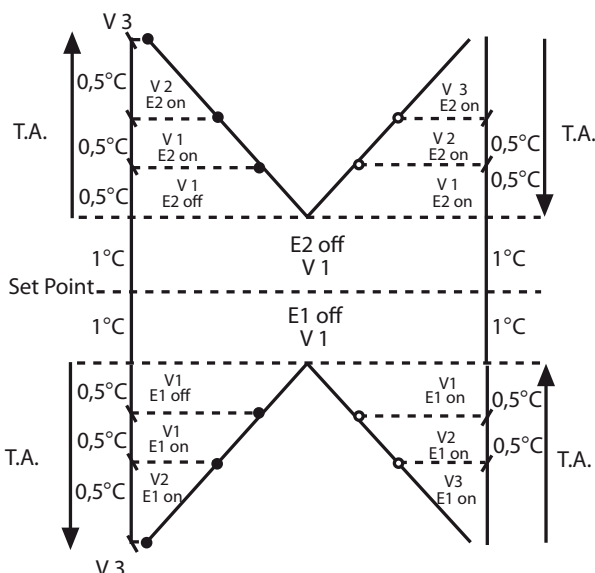 V 3
0,5°C
V 2
E2 on
V 3
E2 on
T.A.
0,5°C
V 1
E2 on
V 2
E2 on
0,5°C
T.A.
0,5°C
V 1
E2 off
V 1
E2 on
0,5°C
1°C
E2 off
V 1
1°C
Set Point
1°C
E1 off
V 1
1°C
0,5°C
V1
E1 off
V1
E1 on
0,5°C
T.A.
0,5°C
V1
E1 on
V2
E1 on
0,5°C
T.A.
0,5°C
V2
E1 on
V3
E1 on
V 3